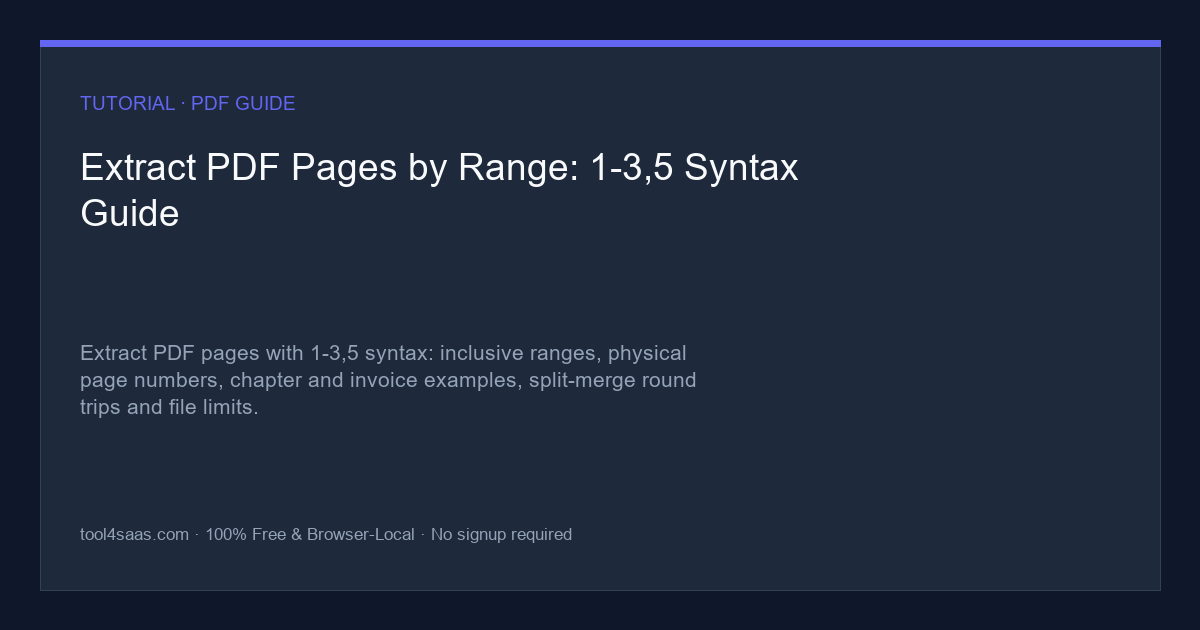 TUTORIAL · PDF GUIDE
Extract PDF Pages by Range: 1-3,5 Syntax
Guide
Extract PDF pages with 1-3,5 syntax: inclusive ranges, physical
page numbers, chapter and invoice examples, split-merge round
trips and file limits.
tool4saas.com · 100% Free & Browser-Local · No signup required